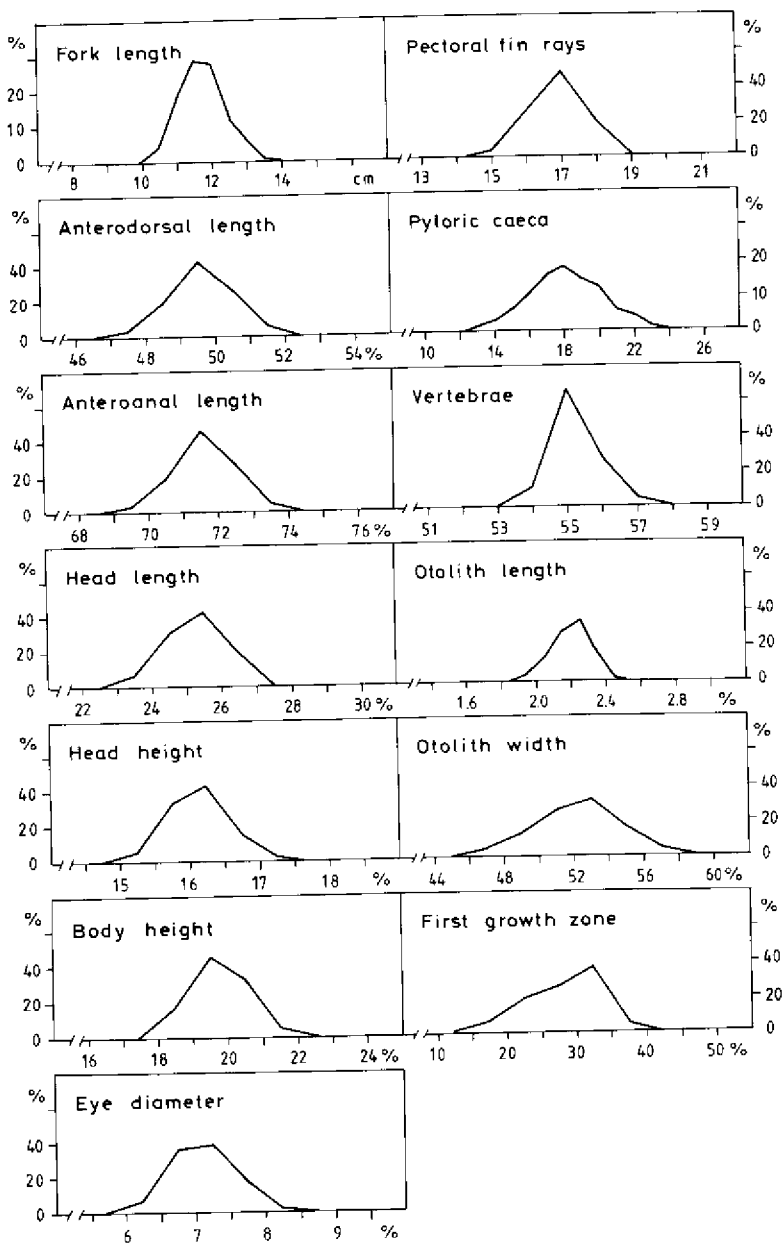 %
Fork length
20
10
0
8 10 12 14 cm
Pectoral fin rays
%
40
20
0
13 15 17 19 21
%
Anterodorsal length
40
20
0
46 48 50 52 54 %
Pyloric caeca
%
20
10
0
10 14 18 22 26
%
Anteroanal length
40
20
0
68 70 72 74 76 %
Vertebrae
%
40
20
0
51 53 55 57 59
%
Head length
40
20
0
22 24 26 28 30 %
Otolith length
%
40
20
0
1.6 2.0 2.4 2.8 %
%
Head height
40
20
0
15 16 17 18 %
Otolith width
%
40
20
0
44 48 52 56 60 %
%
Body height
40
20
0
16 18 20 22 24 %
First growth zone
%
40
20
0
10 20 30 40 50 %
%
Eye diameter
40
20
0
6 7 8 9 %